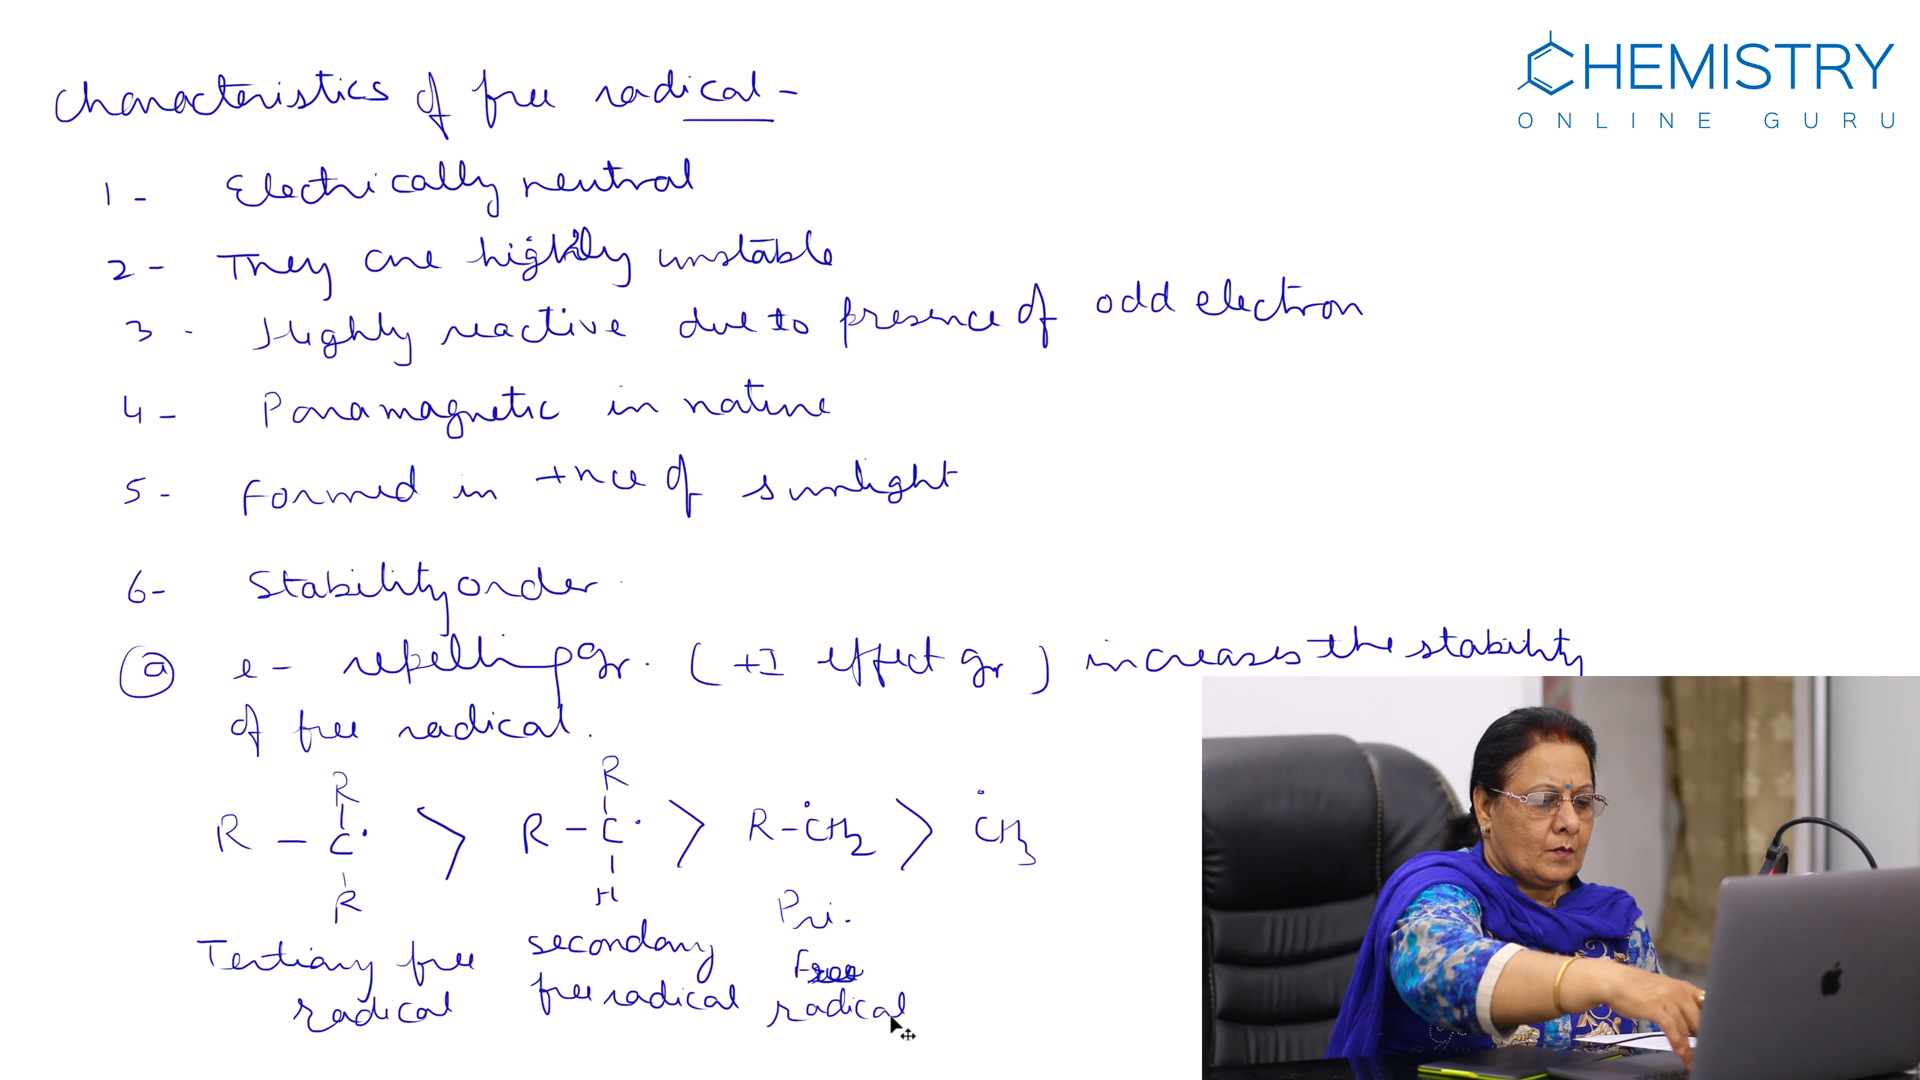 CHEMISTRY
ONLINE GURU
Characteristics of free radical -
1 - Electrically neutral
2 - They are highly unstable
3 - Highly reactive due to presence of odd electron
4 - Paramagnetic in nature
5 - Formed in +nce of sunlight
6 - Stability order
(a) e - repelling gr. (+I effect gr.) increases the stability
of free radical.
R R
R - C• > R - C• > R - ĊH2 > ĊH3
R H
Tertiary free radical
secondary free radical
Pri. Free radical